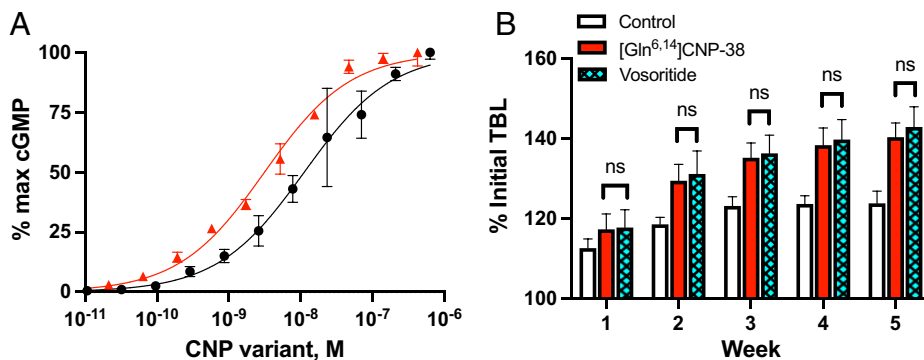 A
% max cGMP
100
75
50
25
0
10⁻¹¹ 10⁻¹⁰ 10⁻⁹ 10⁻⁸ 10⁻⁷ 10⁻⁶
CNP variant, M
B
Control
[Gln⁶,¹⁴]CNP-38
Vosoritide
% Initial TBL
160
140
120
100
ns ns ns ns ns
1 2 3 4 5
Week